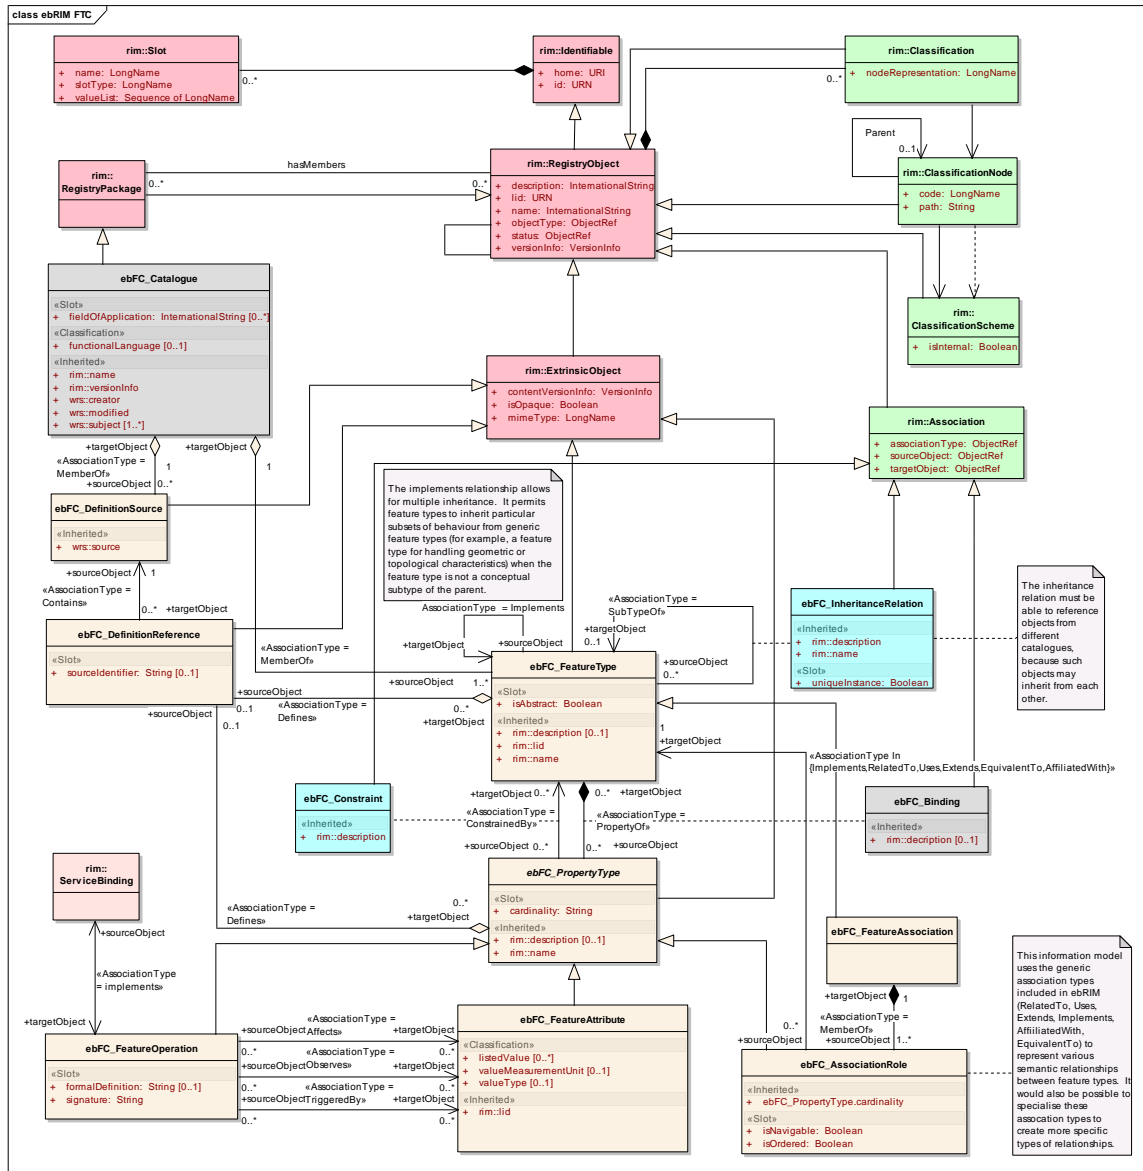 class ebRIM FTC
rim::Slot
+ name: LongName
+ slotType: LongName
+ valueList: Sequence of LongName
0..*
rim::Identifiable
+ home: URI
+ id: URN
rim::Classification
+ nodeRepresentation: LongName
0..*
Parent
0..1
rim::ClassificationNode
+ code: LongName
+ path: String
rim::
RegistryPackage
hasMembers
0..*
0..*
rim::RegistryObject
+ description: InternationalString
+ lid: URN
+ name: InternationalString
+ objectType: ObjectRef
+ status: ObjectRef
+ versionInfo: VersionInfo
rim::
ClassificationScheme
+ isInternal: Boolean
ebFC_Catalogue
«Slot»
+ fieldOfApplication: InternationalString [0..*]
«Classification»
+ functionalLanguage [0..1]
«Inherited»
+ rim::name
+ rim::versionInfo
+ wrs::creator
+ wrs::modified
+ wrs::subject [1..*]
rim::ExtrinsicObject
+ contentVersionInfo: VersionInfo
+ isOpaque: Boolean
+ mimeType: LongName
rim::Association
+ associationType: ObjectRef
+ sourceObject: ObjectRef
+ targetObject: ObjectRef
+targetObject
+targetObject
«AssociationType =
MemberOf»
1
1
+sourceObject
0..*
ebFC_DefinitionSource
«Inherited»
+ wrs::source
The implements relationship allows
for multiple inheritance. It permits
feature types to inherit particular
subsets of behaviour from generic
feature types (for example, a feature
type for handling geometric or
topological characteristics) when the
feature type is not a conceptual
subtype of the parent.
+sourceObject
1
«AssociationType =
Contains»
0..*
+targetObject
The inheritance
relation must be
able to reference
objects from
different
catalogues,
because such
objects may
inherit from each
other.
ebFC_InheritanceRelation
«Inherited»
+ rim::description
+ rim::name
«Slot»
+ uniqueInstance: Boolean
AssociationType = Implements
«AssociationType =
SubTypeOf»
+targetObject
+sourceObject
+targetObject
0..1
ebFC_DefinitionReference
«Slot»
+ sourceIdentifier: String [0..1]
«AssociationType =
MemberOf»
ebFC_FeatureType
«Slot»
+ isAbstract: Boolean
«Inherited»
+ rim::description [0..1]
+ rim::lid
+ rim::name
+sourceObject
0..*
+sourceObject
1..*
+sourceObject
0..1
«AssociationType =
Defines»
0..*
+targetObject
+sourceObject
0..1
1
+targetObject
«AssociationType In
{Implements,RelatedTo,Uses,Extends,EquivalentTo,AffiliatedWith}»
ebFC_Constraint
«Inherited»
+ rim::description
+targetObject
0..*
0..*
+targetObject
«AssociationType =
ConstrainedBy»
«AssociationType =
PropertyOf»
+sourceObject
0..*
0..*
+sourceObject
ebFC_Binding
«Inherited»
+ rim::decription [0..1]
rim::
ServiceBinding
ebFC_PropertyType
«Slot»
+ cardinality: String
«Inherited»
+ rim::description [0..1]
+ rim::name
«AssociationType =
Defines»
0..*
+targetObject
+sourceObject
«AssociationType
= implements»
+targetObject
ebFC_FeatureAssociation
This information model
uses the generic
association types
included in ebRIM
(RelatedTo, Uses,
Extends, Implements,
AffiiliatedWith,
EquivalentTo) to
represent various
semantic relationships
between feature types. It
would also be possible to
specialise these
assocation types to
create more specific
types of relationships.
+targetObject
1
«AssociationType =
MemberOf»
0..*
+sourceObject
+sourceObject
1..*
ebFC_FeatureOperation
«Slot»
+ formalDefinition: String [0..1]
+ signature: String
«AssociationType =
Affects»
+sourceObject
+targetObject
0..*
0..*
«AssociationType =
Observes»
+sourceObject
+targetObject
0..*
0..*
«AssociationType =
TriggeredBy»
+sourceObject
+targetObject
0..*
0..*
ebFC_FeatureAttribute
«Classification»
+ listedValue [0..*]
+ valueMeasurementUnit [0..1]
+ valueType [0..1]
«Inherited»
+ rim::lid
ebFC_AssociationRole
«Inherited»
+ ebFC_PropertyType.cardinality
«Slot»
+ isNavigable: Boolean
+ isOrdered: Boolean